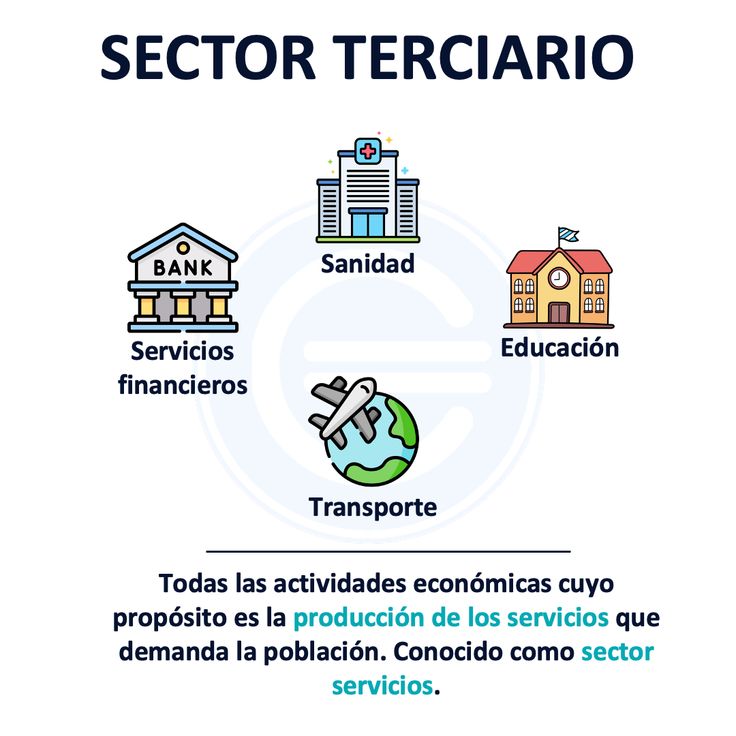 SECTOR TERCIARIO
Sanidad
BANK
Servicios
financieros
Educación
Transporte
Todas las actividades económicas cuyo
propósito es la producción de los servicios que
demanda la población. Conocido como sector
servicios.